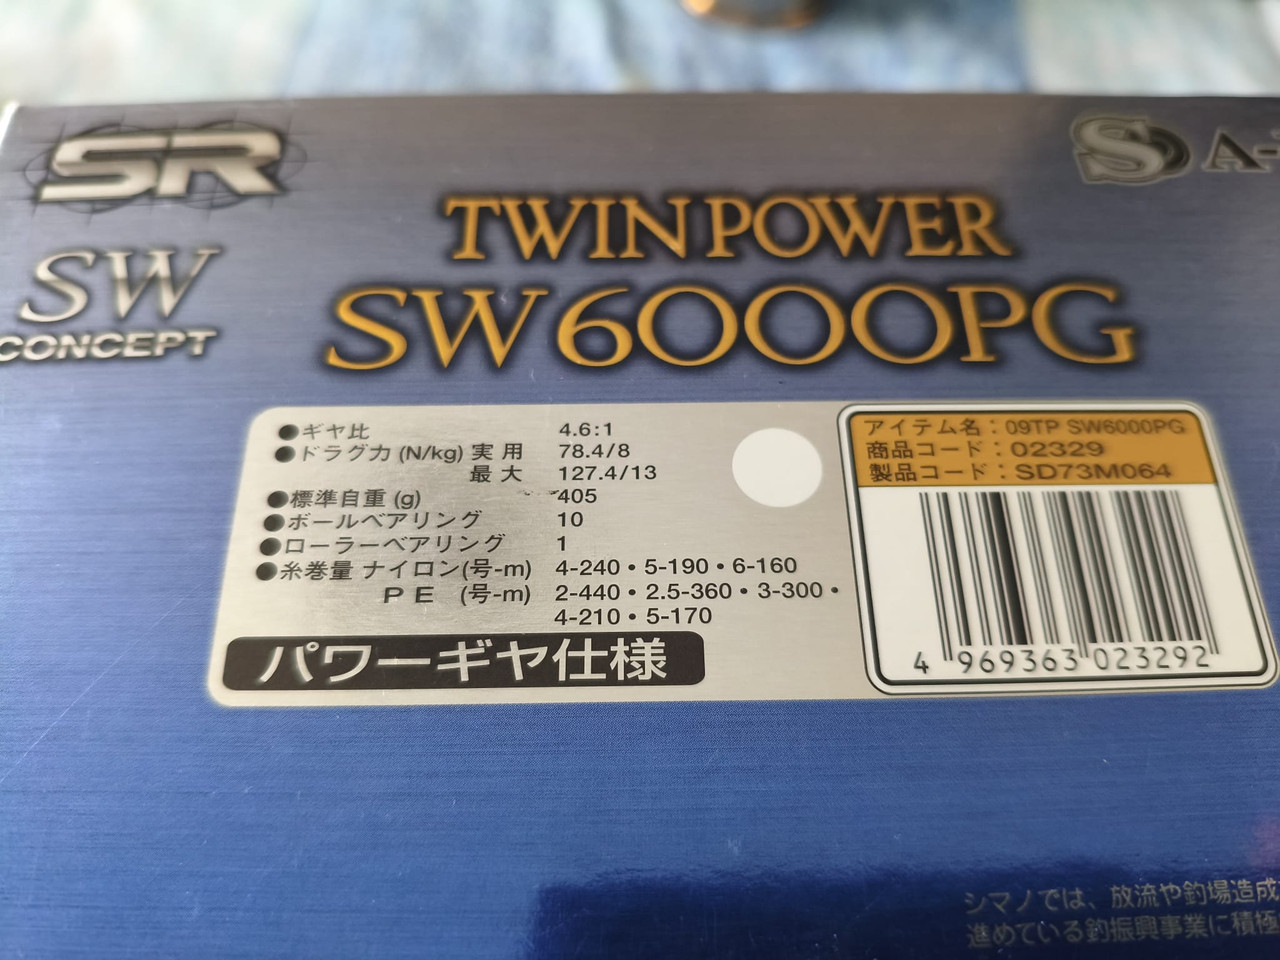 SR
SW
CONCEPT
TWINPOWER
SW6000PG
●ギヤ比 4.6:1
●ドラグ力 (N/kg) 実用 78.4/8
最大 127.4/13
●標準自重 (g) 405
●ボールベアリング 10
●ローラーベアリング 1
●糸巻量 ナイロン(号-m) 4-240・5-190・6-160
PE (号-m) 2-440・2.5-360・3-300・
4-210・5-170
パワーギヤ仕様
アイテム名：09TP SW6000PG
商品コード：02329
製品コード：SD73M064
4 969363 023292
A-
シマノでは、放流や釣場造成
進めている釣振興事業に積極